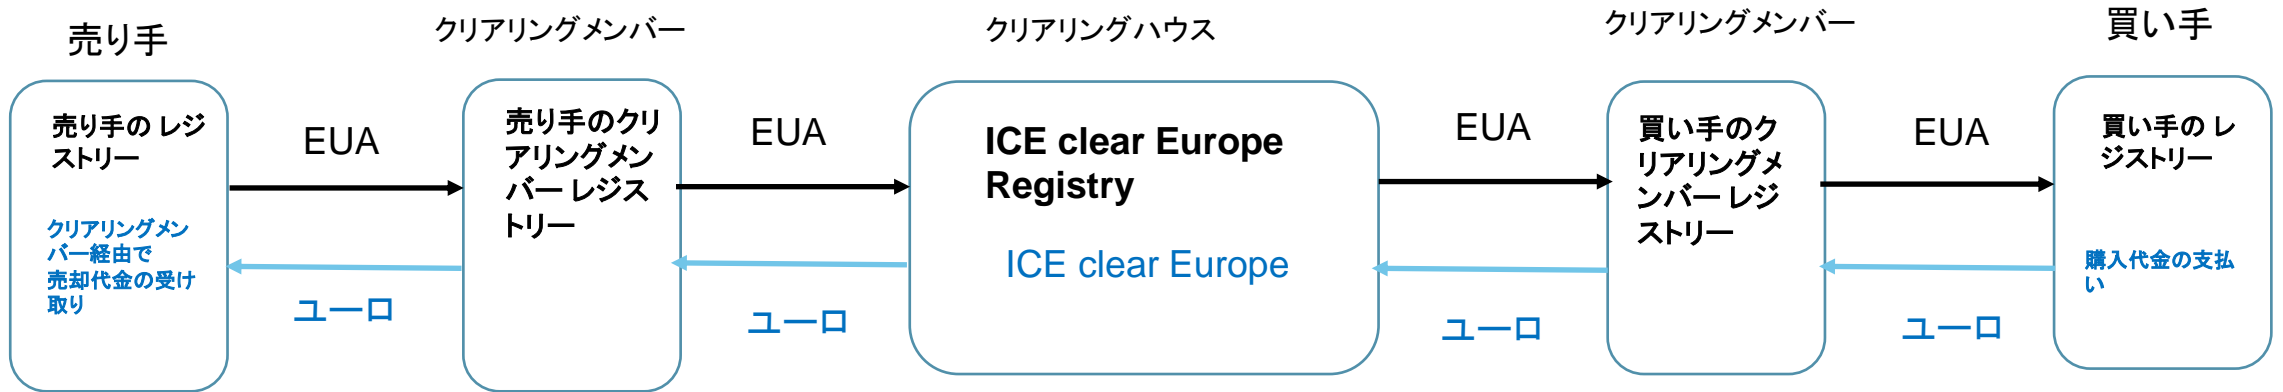 売り手
クリアリングメンバー
クリアリングハウス
クリアリングメンバー
買い手
売り手の レジ
ストリー
クリアリングメン
バー経由で
売却代金の受け
取り
EUA
ユーロ
売り手のクリ
アリングメン
バー レジス
トリー
EUA
ユーロ
ICE clear Europe
Registry
ICE clear Europe
EUA
ユーロ
買い手のク
リアリングメ
ンバー レジ
ストリー
EUA
ユーロ
買い手の レ
ジストリー
購入代金の支払
い